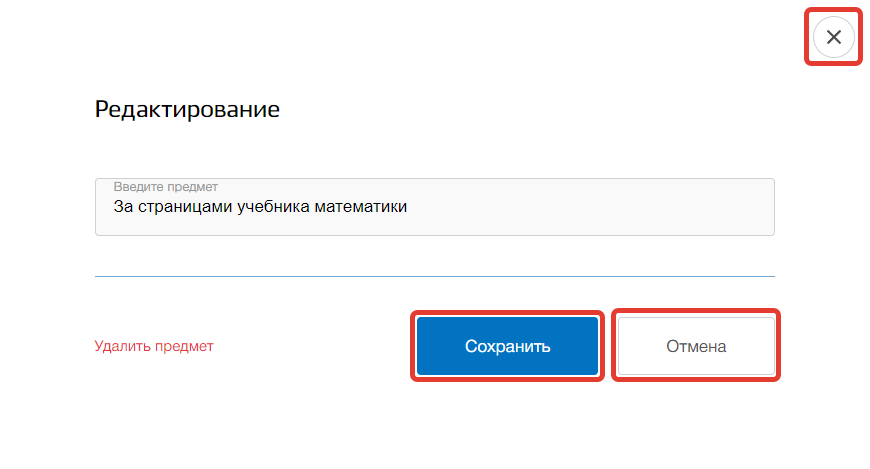 Редактирование
Введите предмет
За страницами учебника математики
Удалить предмет
Сохранить
Отмена